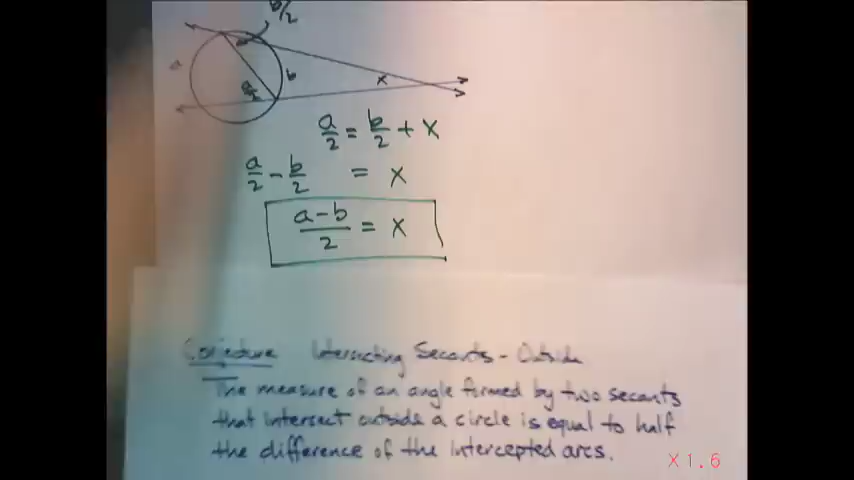 b/2
a
b
a/2
x
a/2 = b/2 + x
a/2 - b/2 = x
a-b/2 = x
Conjecture Intersecting Secants - Outside
The measure of an angle formed by two secants
that intersect outside a circle is equal to half
the difference of the intercepted arcs.
X1.6